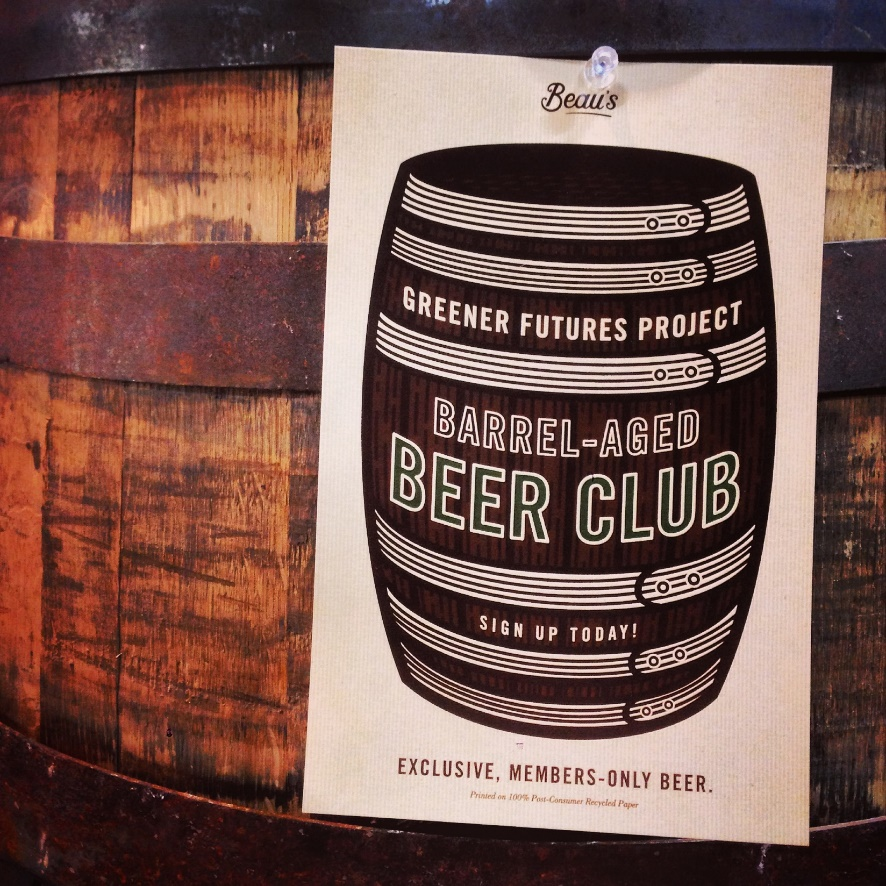 Beau's
GREENER FUTURES PROJECT
BARREL-AGED
BEER CLUB
SIGN UP TODAY!
EXCLUSIVE, MEMBERS-ONLY BEER.
Printed on 100% Post-Consumer Recycled Paper